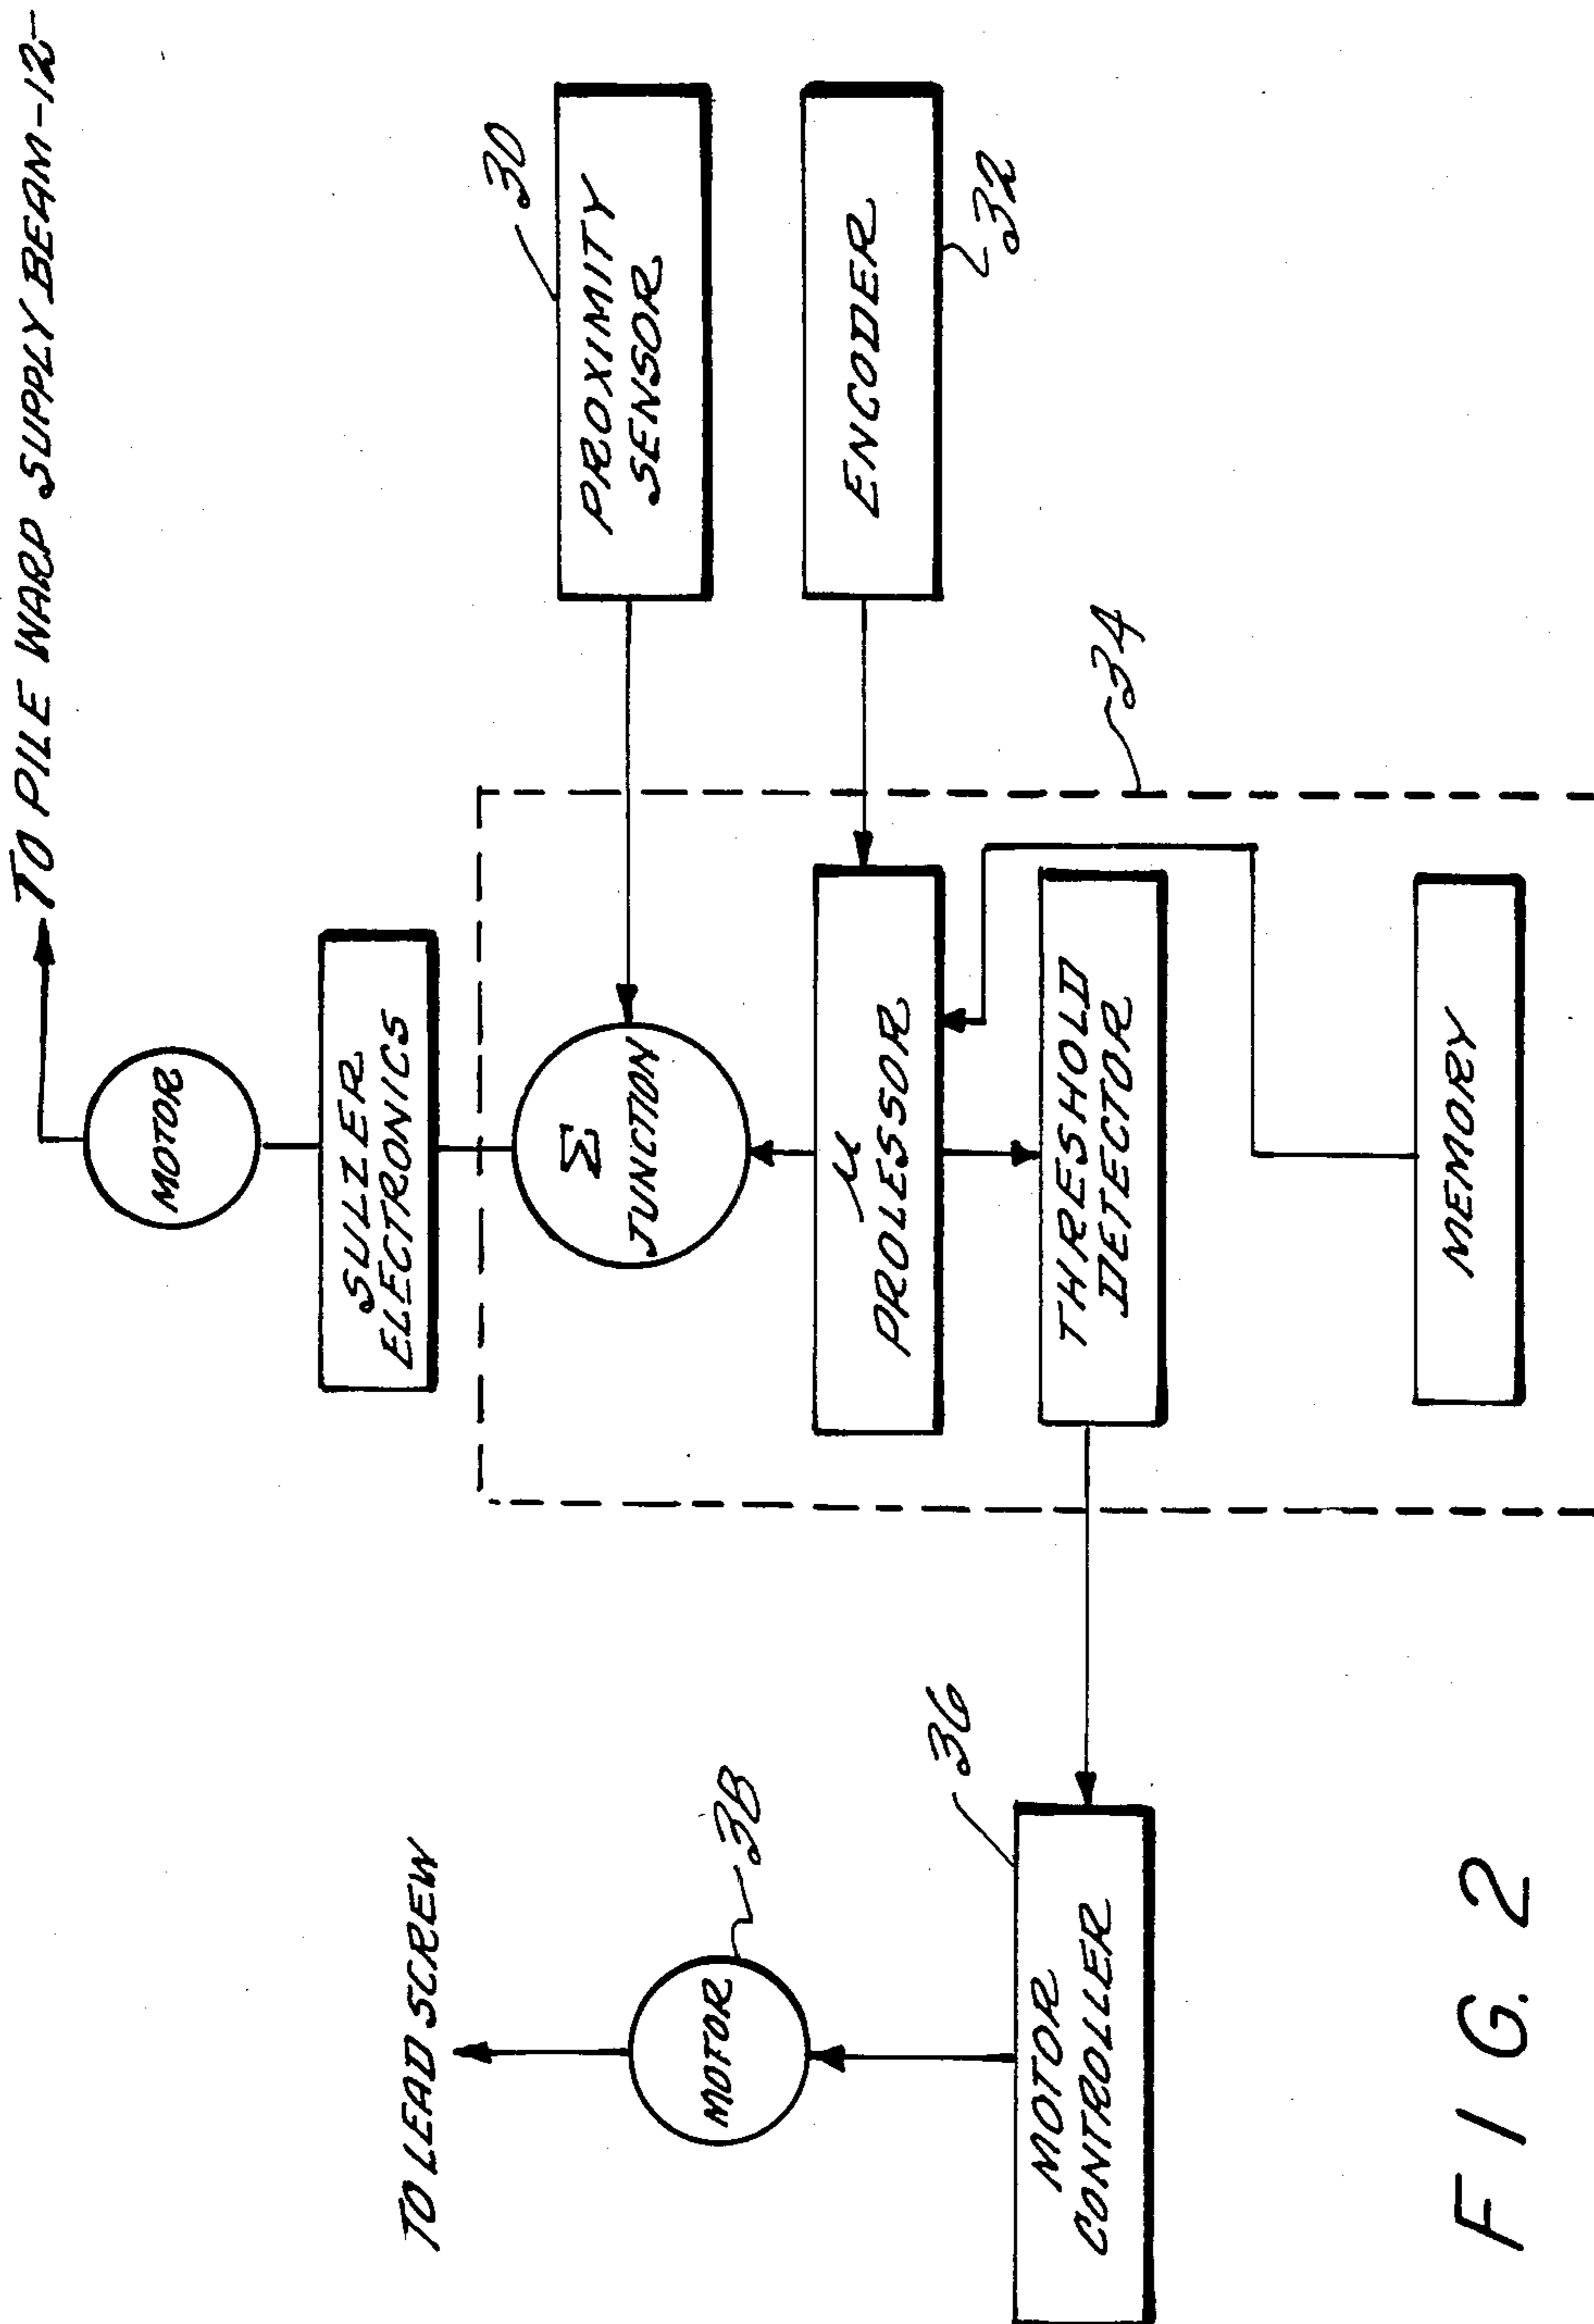 TO PILE WARP SUPPLY BEAM-12
MOTOR
SULZER
ELECTRONICS
PROXIMITY
SENSOR
30
Σ
JUNCTION
ENCODER
32
μ
PROLESSOR
34
THRESHOLD
DETECTOR
MEMORY
TO LEAD SCREW
MOTOR
38
36
MOTOR
CONTROLLER
FIG. 2